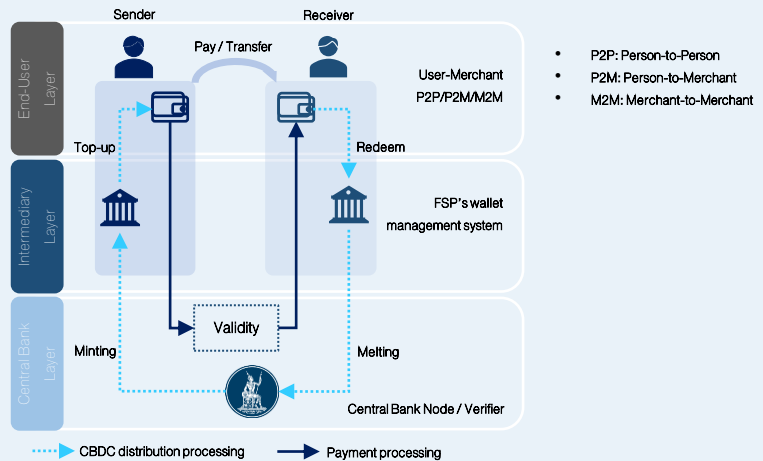 Sender
Receiver
Pay / Transfer
End-User
Layer
User-Merchant
P2P/P2M/M2M
• P2P: Person-to-Person
• P2M: Person-to-Merchant
• M2M: Merchant-to-Merchant
Top-up
Redeem
Intermediary
Layer
FSP's wallet
management system
Central Bank
Layer
Validity
Minting
Melting
Central Bank Node / Verifier
CBDC distribution processing
Payment processing